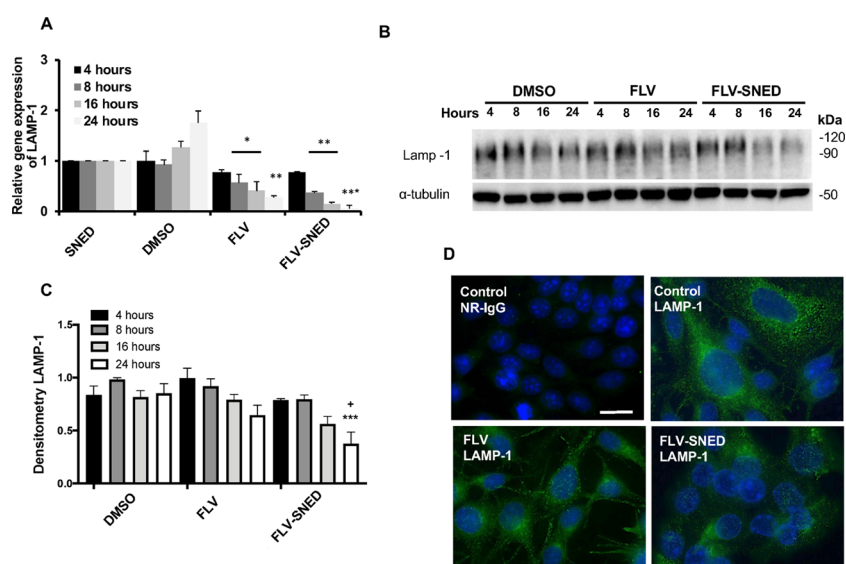 A
Relative gene expression
of LAMP-1
3
2
1
0
4 hours
8 hours
16 hours
24 hours
*
**
**
***
SNED
DMSO
FLV
FLV-SNED
B
DMSO
FLV
FLV-SNED
Hours 4 8 16 24 4 8 16 24 4 8 16 24
kDa
Lamp -1
-120
-90
α-tubulin
-50
C
Densitometry LAMP-1
1.5
1.0
0.5
0.0
4 hours
8 hours
16 hours
24 hours
+
***
DMSO
FLV
FLV-SNED
D
Control
NR-IgG
Control
LAMP-1
FLV
LAMP-1
FLV-SNED
LAMP-1